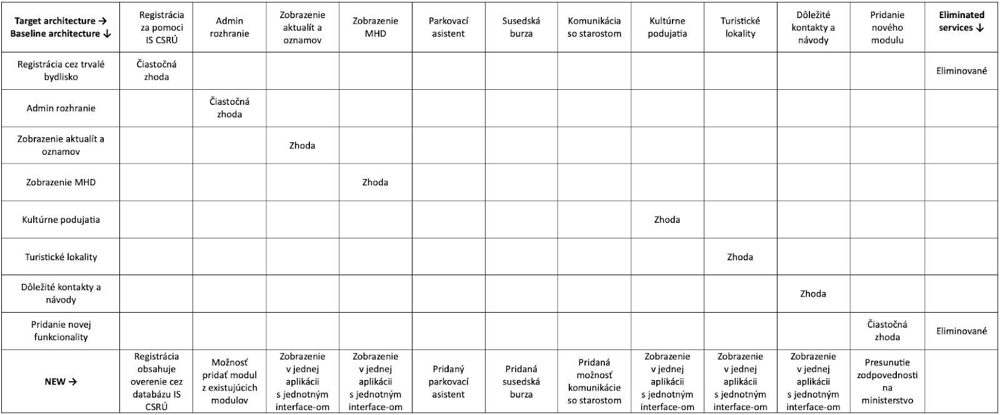 Target architecture →
Baseline architecture ↓
Registrácia
za pomoci
IS CSRÚ
Admin
rozhranie
Zobrazenie
aktualít a
oznamov
Zobrazenie
MHD
Parkovací
asistent
Susedská
burza
Komunikácia
so starostom
Kultúrne
podujatia
Turistické
lokality
Dôležité
kontakty a
návody
Pridanie
nového
modulu
Eliminated
services ↓
Registrácia cez trvalé
bydlisko
Čiastočná
zhoda
Eliminované
Admin rozhranie
Čiastočná
zhoda
Zobrazenie aktualít a
oznamov
Zhoda
Zobrazenie MHD
Zhoda
Kultúrne podujatia
Zhoda
Turistické lokality
Zhoda
Dôležité kontakty a
návody
Zhoda
Pridanie novej
funkcionality
Čiastočná
zhoda
Eliminované
NEW →
Registrácia
obsahuje
overenie cez
databázu IS
CSRÚ
Možnosť
pridať modul
z existujúcich
modulov
Zobrazenie
v jednej
aplikácii
s jednotným
interface-om
Zobrazenie
v jednej
aplikácii
s jednotným
interface-om
Pridaný
parkovací
asistent
Pridaná
susedská
burza
Pridaná
možnosť
komunikácie
so starostom
Zobrazenie
v jednej
aplikácii
s jednotným
interface-om
Zobrazenie
v jednej
aplikácii
s jednotným
interface-om
Zobrazenie
v jednej
aplikácii
s jednotným
interface-om
Presunutie
zodpovednosti
na
ministerstvo